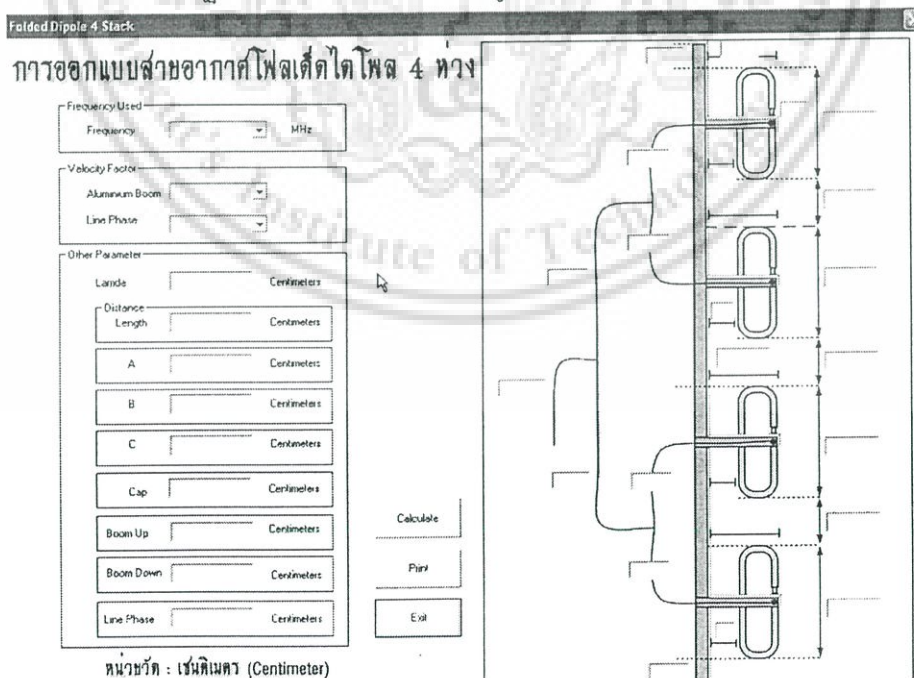 Folded Dipole 4 Stack
การออกแบบสายอากาศโฟลเด็ดไดโพล 4 ห่วง
Frequency Used
Frequency MHz
Velocity Factor
Aluminium Boom
Line Phase
Other Parameter
Lamda Centimeters
Distance
Length Centimeters
A Centimeters
B Centimeters
C Centimeters
Cap Centimeters
Boom Up Centimeters
Boom Down Centimeters
Line Phase Centimeters
Calculate
Print
Exit
หน่วยวัด : เซ็นติเมตร (Centimeter)
Institute of Technology